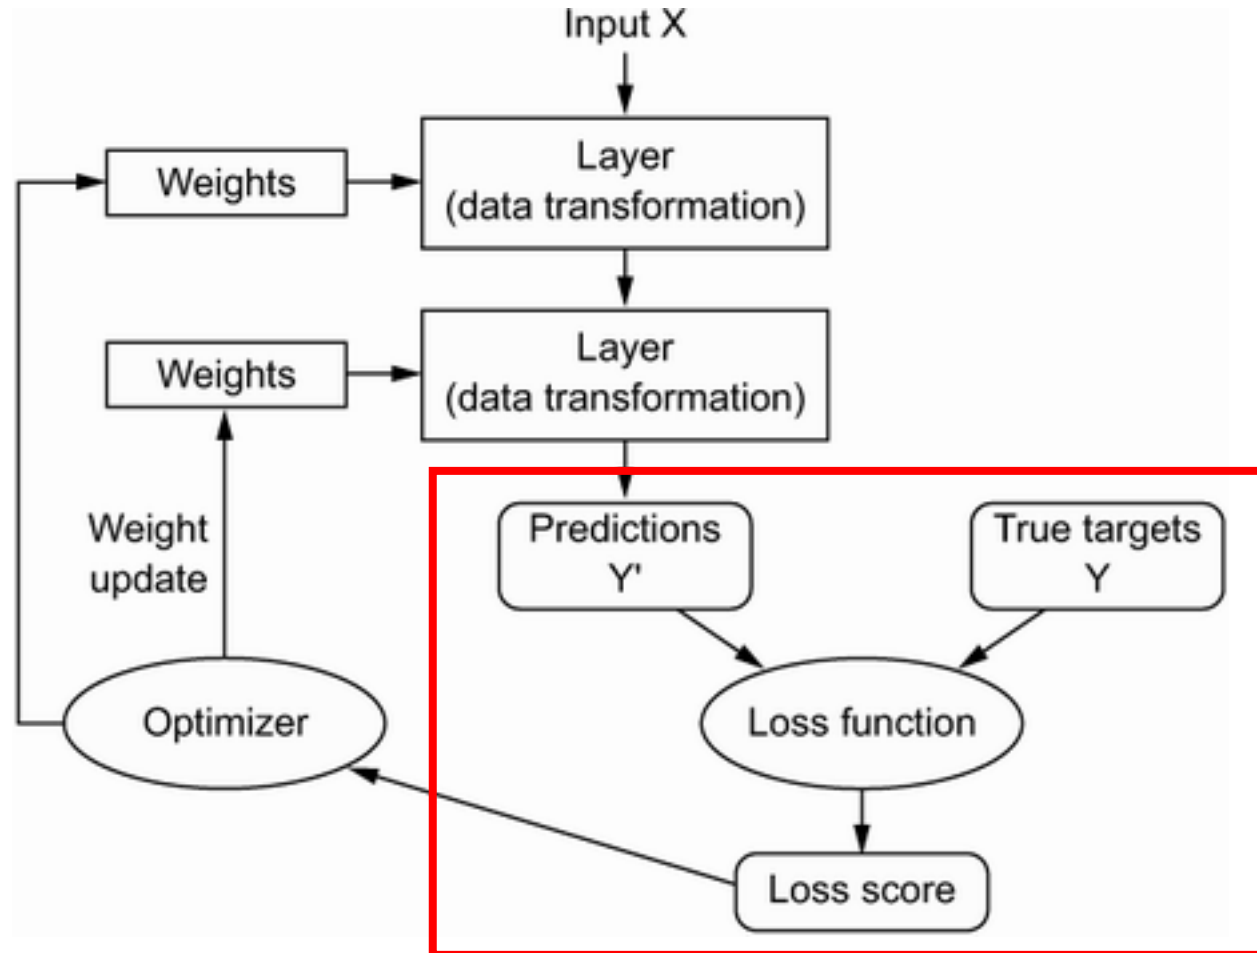 Input X
Weights
Layer
(data transformation)
Weights
Layer
(data transformation)
Weight
update
Predictions
Y'
True targets
Y
Optimizer
Loss function
Loss score